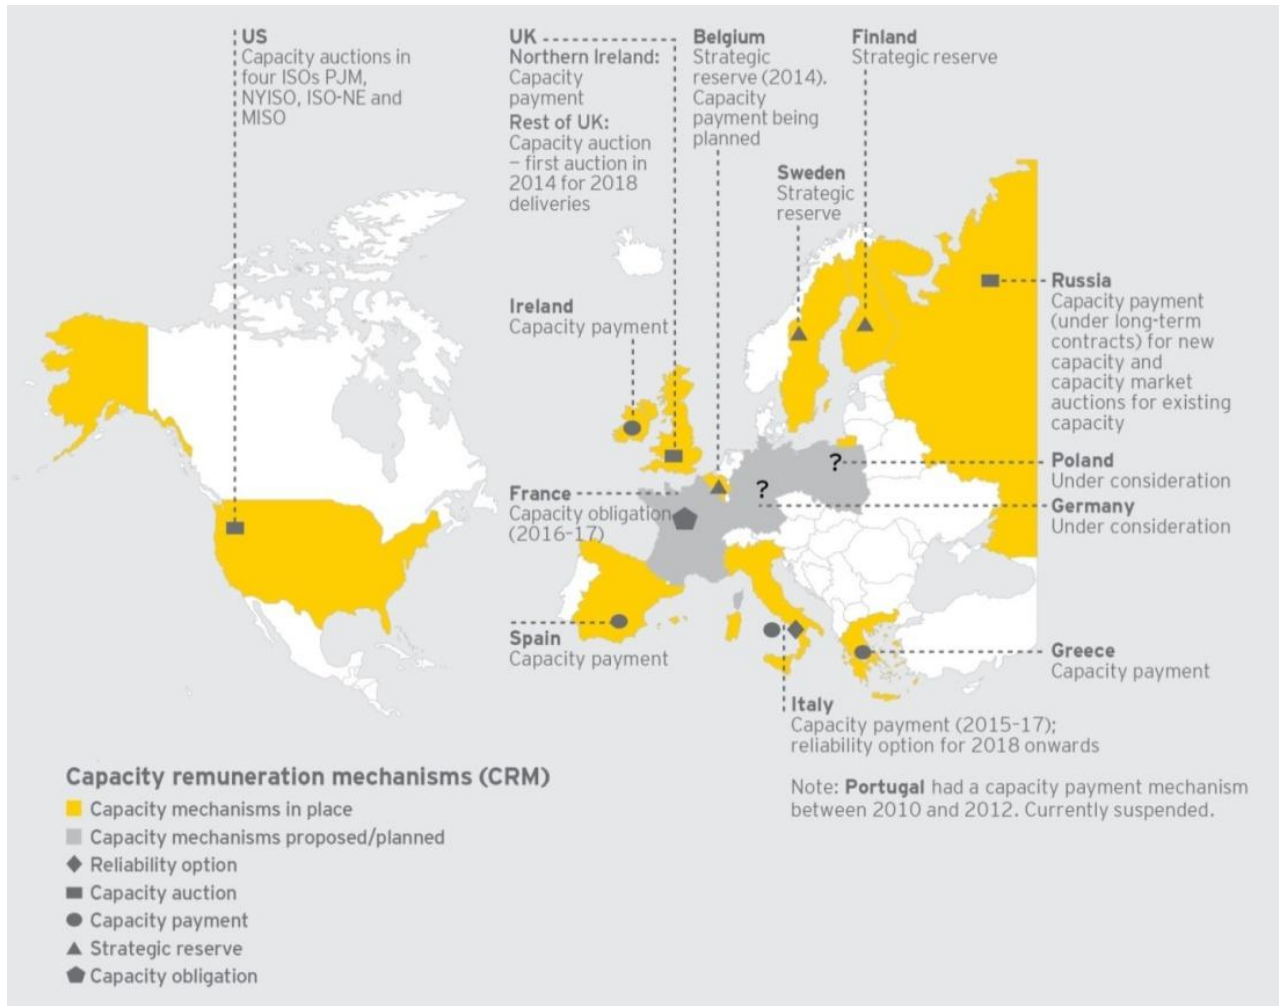 US
Capacity auctions in
four ISOs PJM,
NYISO, ISO-NE and
MISO
UK
Northern Ireland:
Capacity
payment
Rest of UK:
Capacity auction
– first auction in
2014 for 2018
deliveries
Belgium
Strategic
reserve (2014).
Capacity
payment being
planned
Finland
Strategic reserve
Sweden
Strategic
reserve
Ireland
Capacity payment
Russia
Capacity payment
(under long-term
contracts) for new
capacity and
capacity market
auctions for existing
capacity
?
Poland
Under consideration
?
Germany
Under consideration
France
Capacity obligation
(2016-17)
Spain
Capacity payment
Greece
Capacity payment
Italy
Capacity payment (2015-17);
reliability option for 2018 onwards
Note: Portugal had a capacity payment mechanism
between 2010 and 2012. Currently suspended.
Capacity remuneration mechanisms (CRM)
Capacity mechanisms in place
Capacity mechanisms proposed/planned
Reliability option
Capacity auction
Capacity payment
Strategic reserve
Capacity obligation